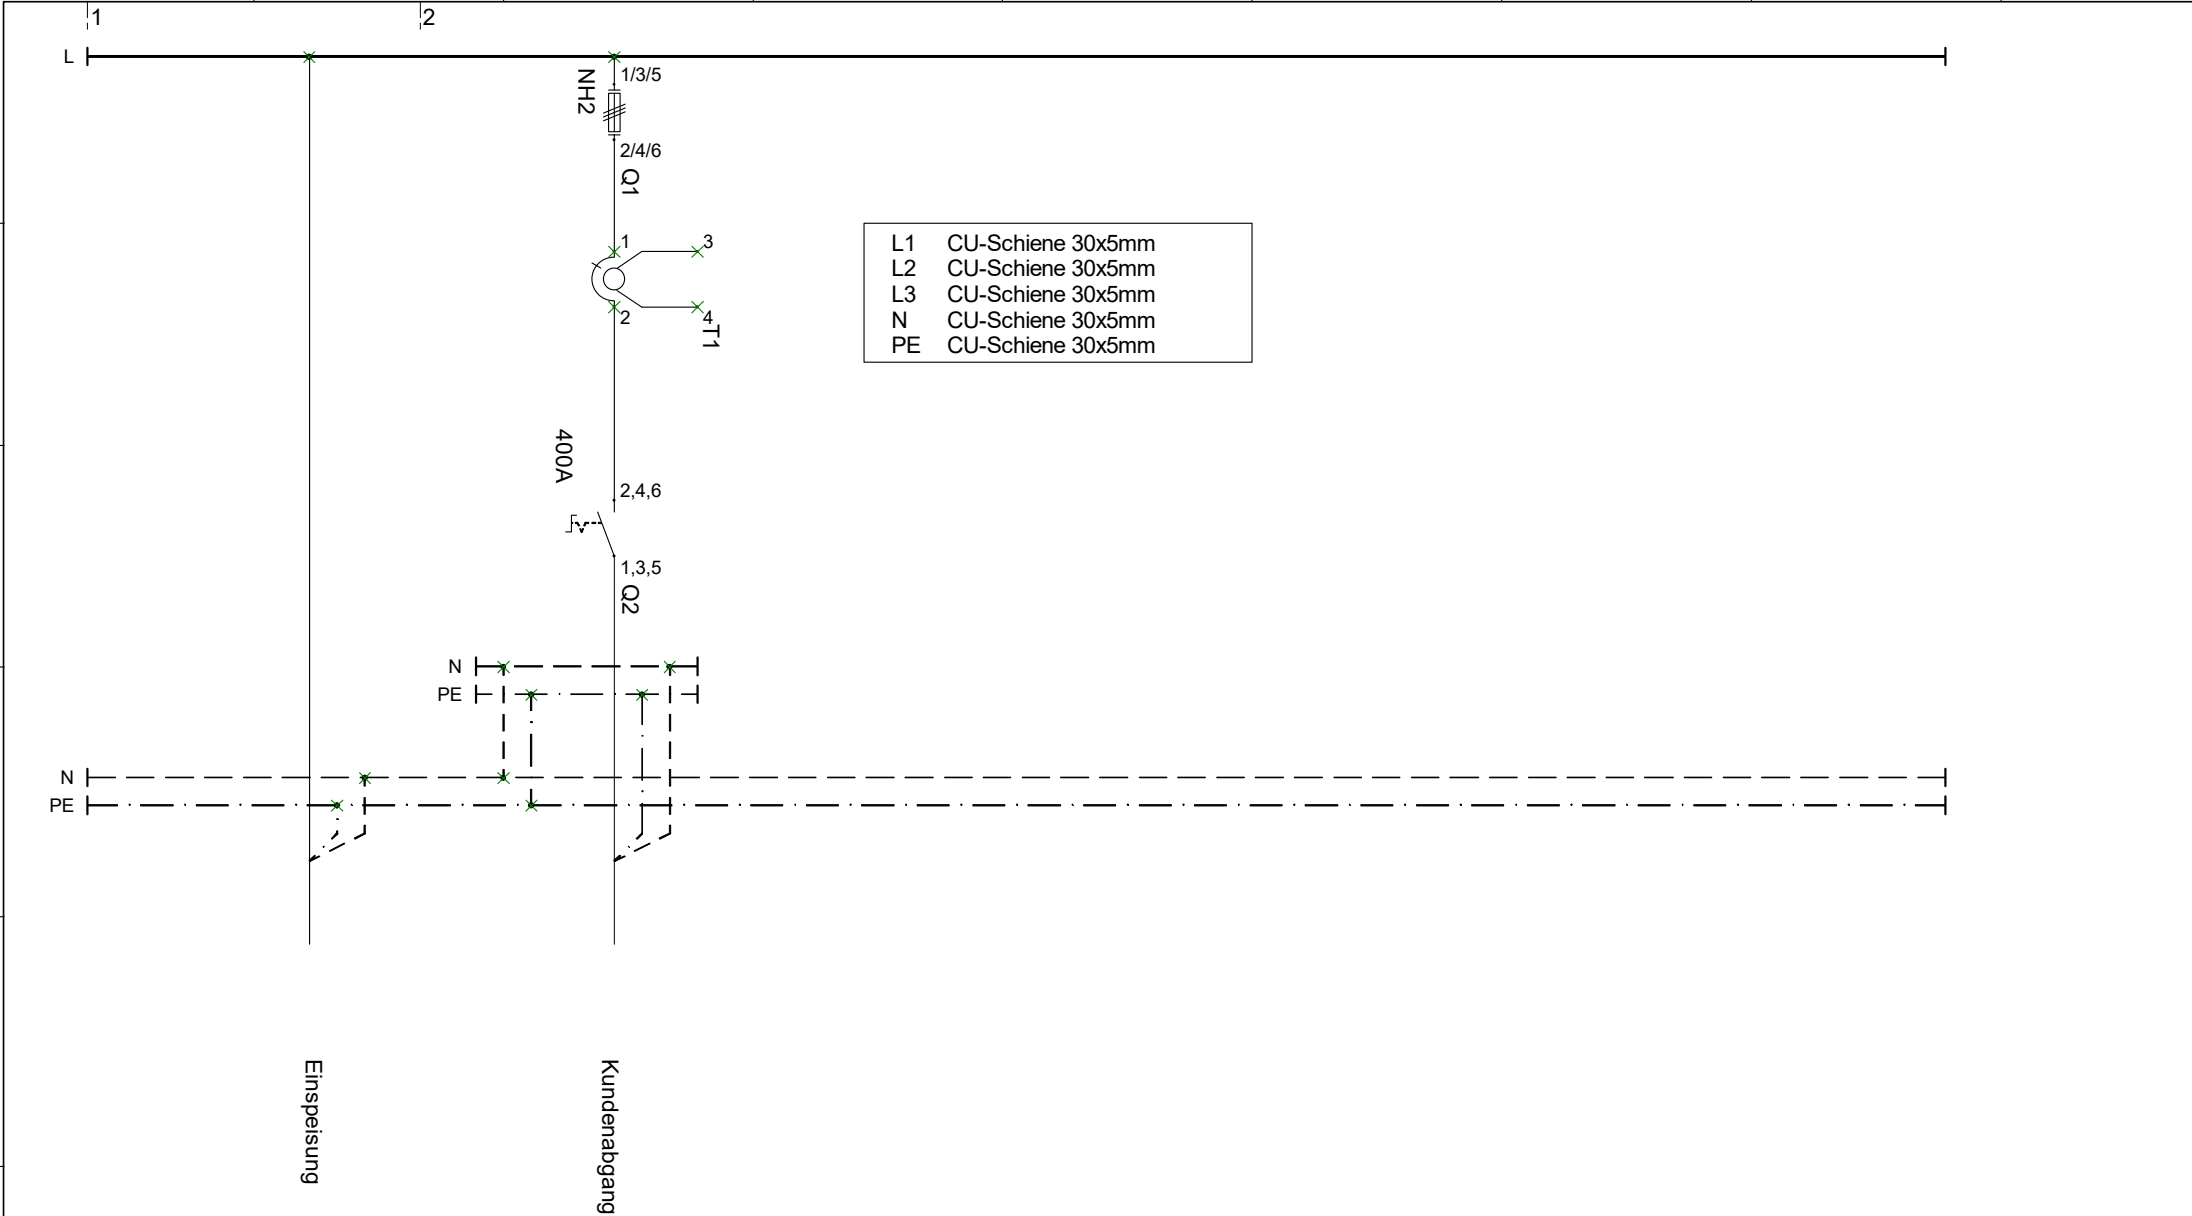 1
2
L
1/3/5
NH2
2/4/6
Q1
1
3
2
4
T1
L1 CU-Schiene 30x5mm
L2 CU-Schiene 30x5mm
L3 CU-Schiene 30x5mm
N CU-Schiene 30x5mm
PE CU-Schiene 30x5mm
400A
2,4,6
1,3,5
Q2
N
PE
N
PE
Einspeisung
Kundenabgang